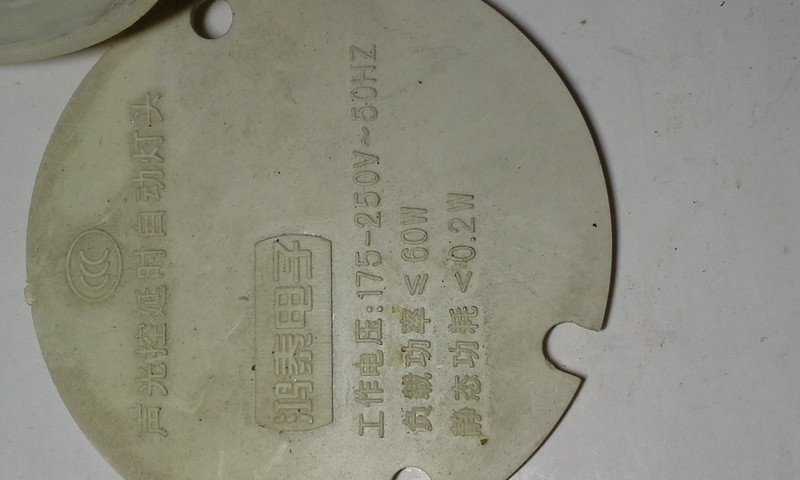 CCC
声光控延时自动灯头
鸿泰电子
工作电压:175-250V~50HZ
负载功率≤60W
静态功耗<0.2W